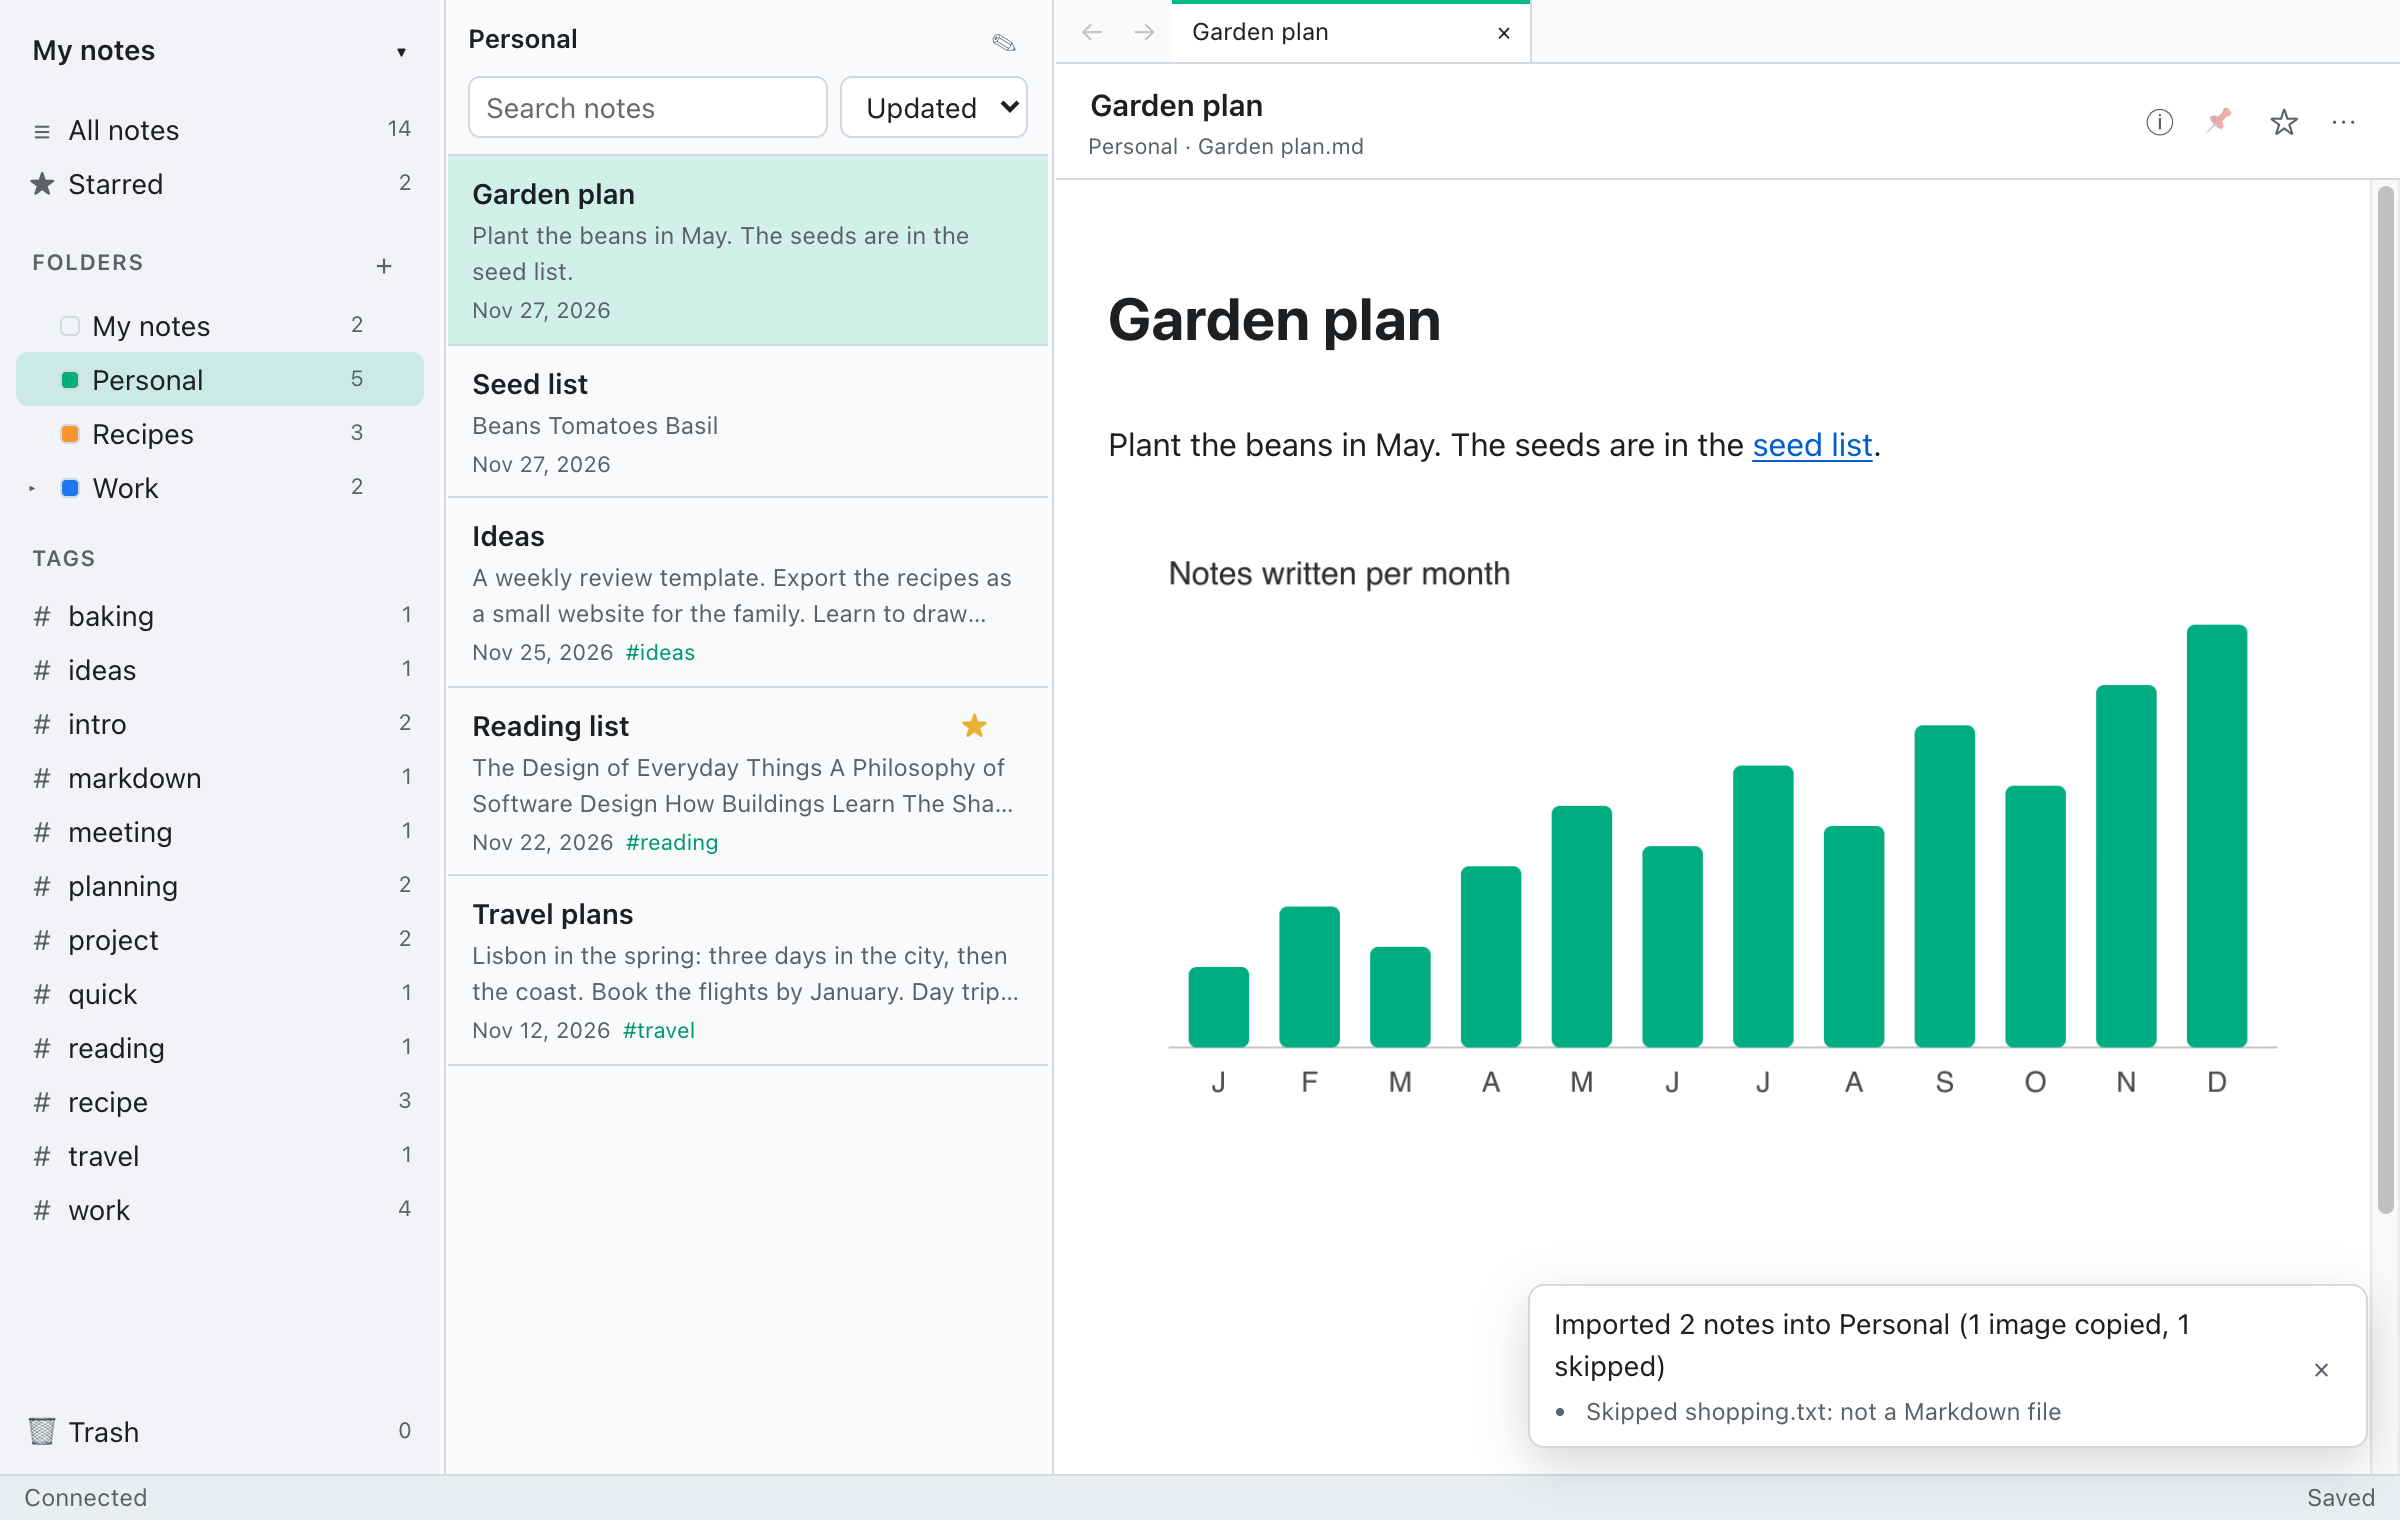 My notes
All notes 14
Starred 2
FOLDERS
My notes 2
Personal 5
Recipes 3
Work 2
TAGS
# baking 1
# ideas 1
# intro 2
# markdown 1
# meeting 1
# planning 2
# project 2
# quick 1
# reading 1
# recipe 3
# travel 1
# work 4
Trash 0
Personal
Search notes
Updated
Garden plan
Plant the beans in May. The seeds are in the
seed list.
Nov 27, 2026
Seed list
Beans Tomatoes Basil
Nov 27, 2026
Ideas
A weekly review template. Export the recipes as
a small website for the family. Learn to draw...
Nov 25, 2026 #ideas
Reading list
The Design of Everyday Things A Philosophy of
Software Design How Buildings Learn The Sha...
Nov 22, 2026 #reading
Travel plans
Lisbon in the spring: three days in the city, then
the coast. Book the flights by January. Day trip...
Nov 12, 2026 #travel
Garden plan
Garden plan
Personal · Garden plan.md
Garden plan
Plant the beans in May. The seeds are in the seed list.
Notes written per month
J F M A M J J A S O N D
Imported 2 notes into Personal (1 image copied, 1
skipped)
• Skipped shopping.txt: not a Markdown file
Connected
Saved